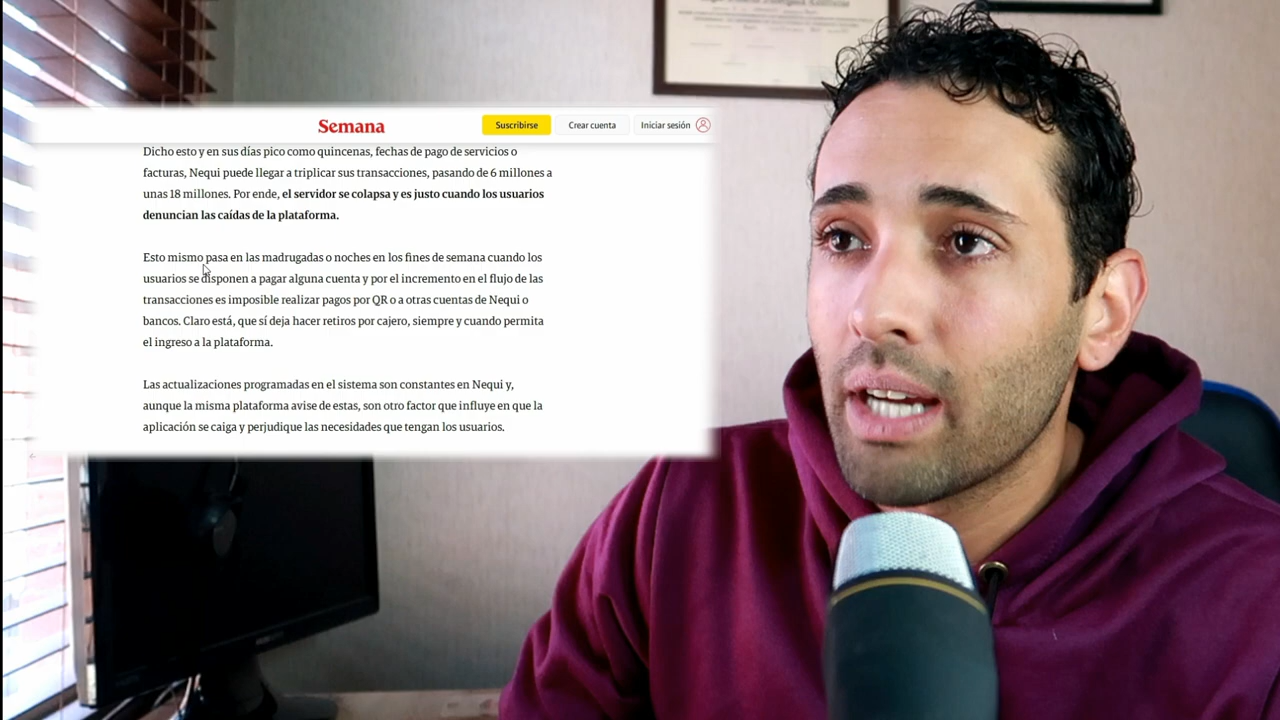 Semana
Suscribirse
Crear cuenta
Iniciar sesión
Dicho esto y en sus días pico como quincenas, fechas de pago de servicios o
facturas, Nequi puede llegar a triplicar sus transacciones, pasando de 6 millones a
unas 18 millones. Por ende, el servidor se colapsa y es justo cuando los usuarios
denuncian las caídas de la plataforma.
Esto mismo pasa en las madrugadas o noches en los fines de semana cuando los
usuarios se disponen a pagar alguna cuenta y por el incremento en el flujo de las
transacciones es imposible realizar pagos por QR o a otras cuentas de Nequi o
bancos. Claro está, que sí deja hacer retiros por cajero, siempre y cuando permita
el ingreso a la plataforma.
Las actualizaciones programadas en el sistema son constantes en Nequi y,
aunque la misma plataforma avise de estas, son otro factor que influye en que la
aplicación se caiga y perjudique las necesidades que tengan los usuarios.